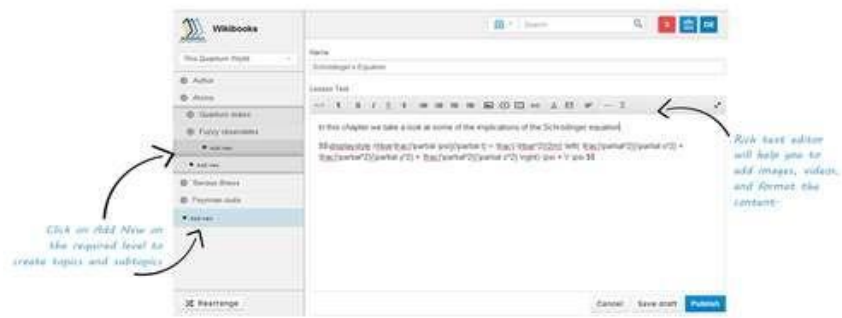 Wikibooks
Search
This Quantum World
Author
Atoms
Quantum states
Fuzzy observables
Add new
Add new
Serious illness
Feynman route
Add new
Rearrange
Name
Schrödinger's Equation
Lesson Text
In this chapter we take a look at some of the implications of the Schrödinger equation
Cancel
Save draft
Publish
Click on Add New on
the required level to
create topics and subtopics
Rich text editor
will help you to
add images, videos,
and format the
content.